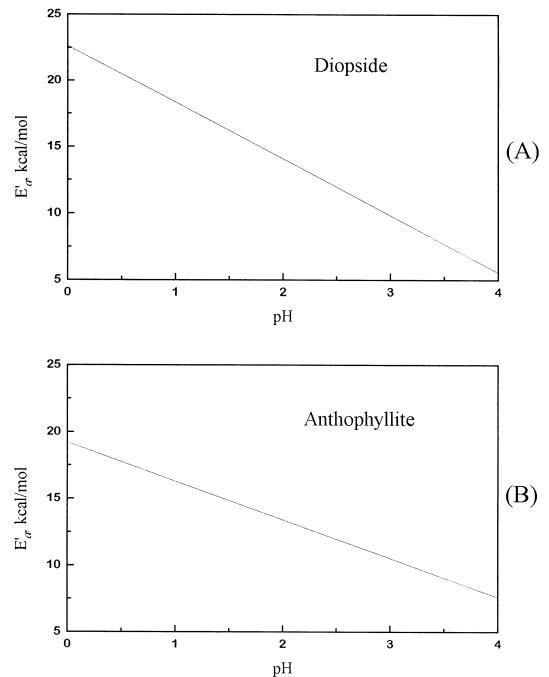 25
20
15
10
5
E'a, kcal/mol
Diopside
(A)
0 1 2 3 4
pH
25
20
15
10
5
E'a, kcal/mol
Anthophyllite
(B)
0 1 2 3 4
pH